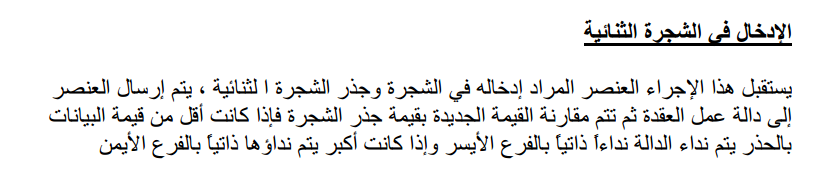 الإدخال في الشجرة الثنائية
يستقبل هذا الإجراء العنصر المراد إدخاله في الشجرة وجذر الشجرة ا لثنائية ، يتم إرسال العنصر
إلى دالة عمل العقدة ثم تتم مقارنة القيمة الجديدة بقيمة جذر الشجرة فإذا كانت أقل من قيمة البيانات
بالحذر يتم نداء الدالة نداءاً ذاتياً بالفرع الأيسر وإذا كانت أكبر يتم نداؤها ذاتياً بالفرع الأيمن